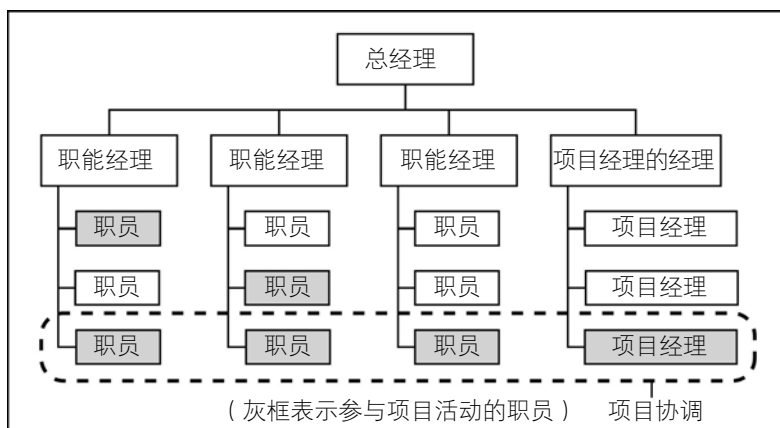 总经理
职能经理 职能经理 职能经理 项目经理的经理
职员 职员 职员 项目经理
职员 职员 职员 项目经理
职员 职员 职员 项目经理
(灰框表示参与项目活动的职员) 项目协调